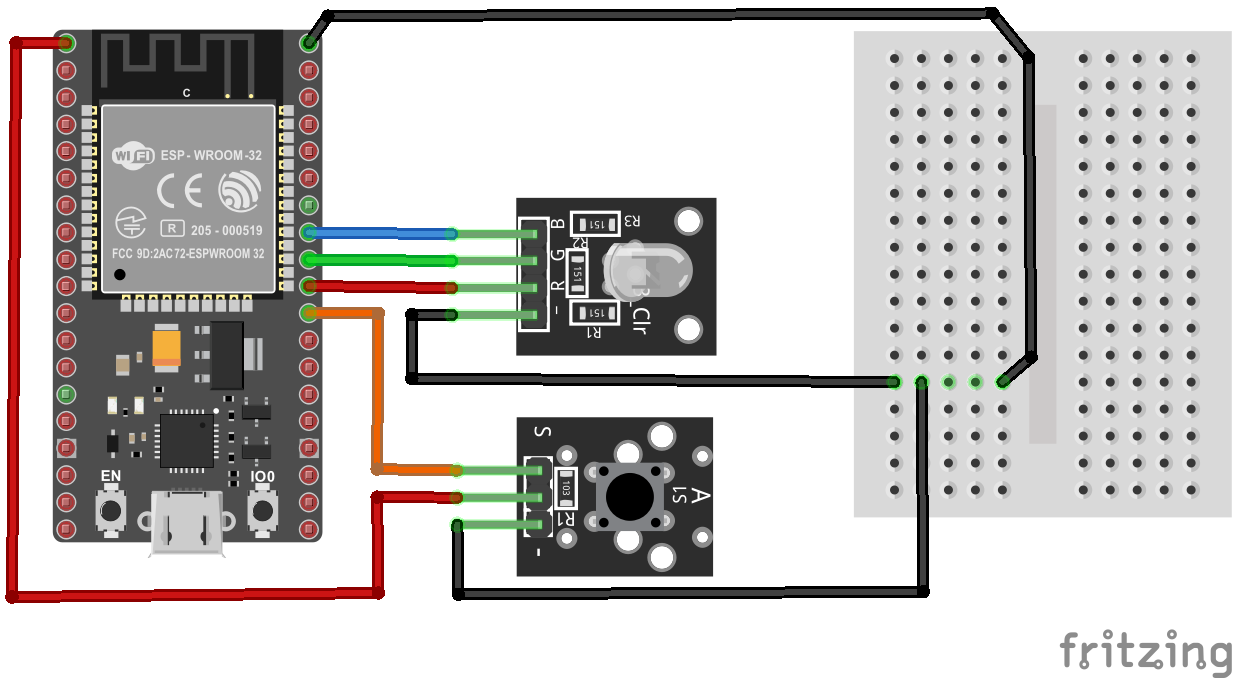 C
WiFi ESP-WROOM-32
CE
R 205-000519
FCC 9D:2AC72-ESPWROOM 32
EN
IO0
B
G
R
-
151
R3
R2
151
151
R1
Clr
S
103
R1
-
S1
A
fritzing